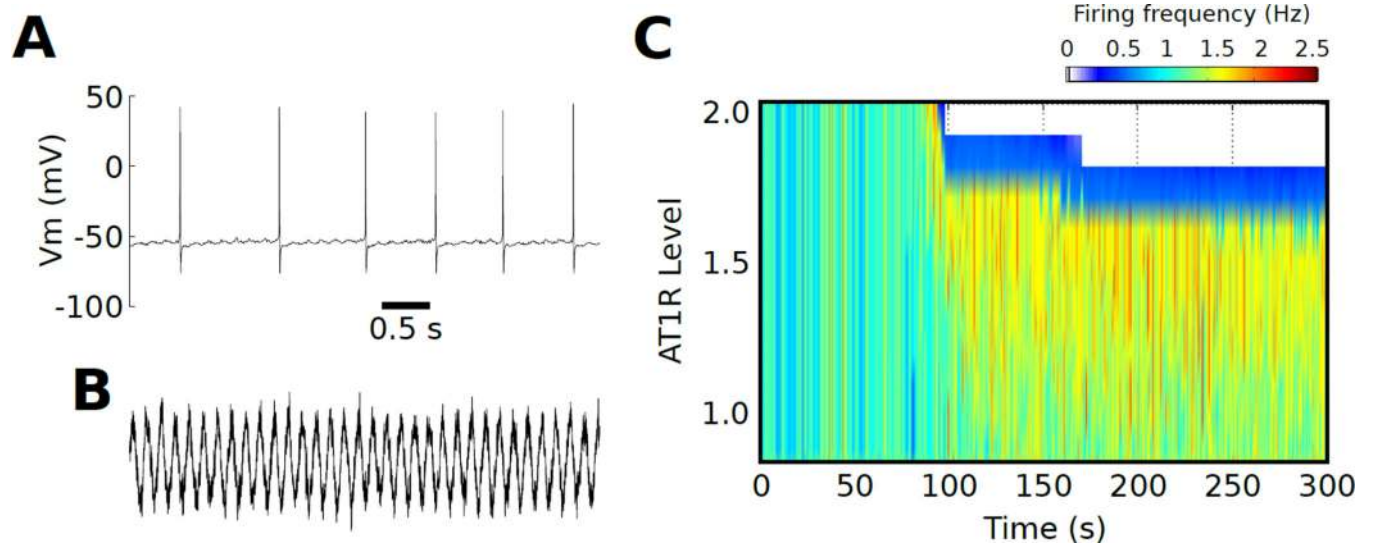 A
50
0
-50
-100
Vm (mV)
0.5 s
B
C
Firing frequency (Hz)
0 0.5 1 1.5 2 2.5
2.0
1.5
1.0
AT1R Level
0 50 100 150 200 250 300
Time (s)